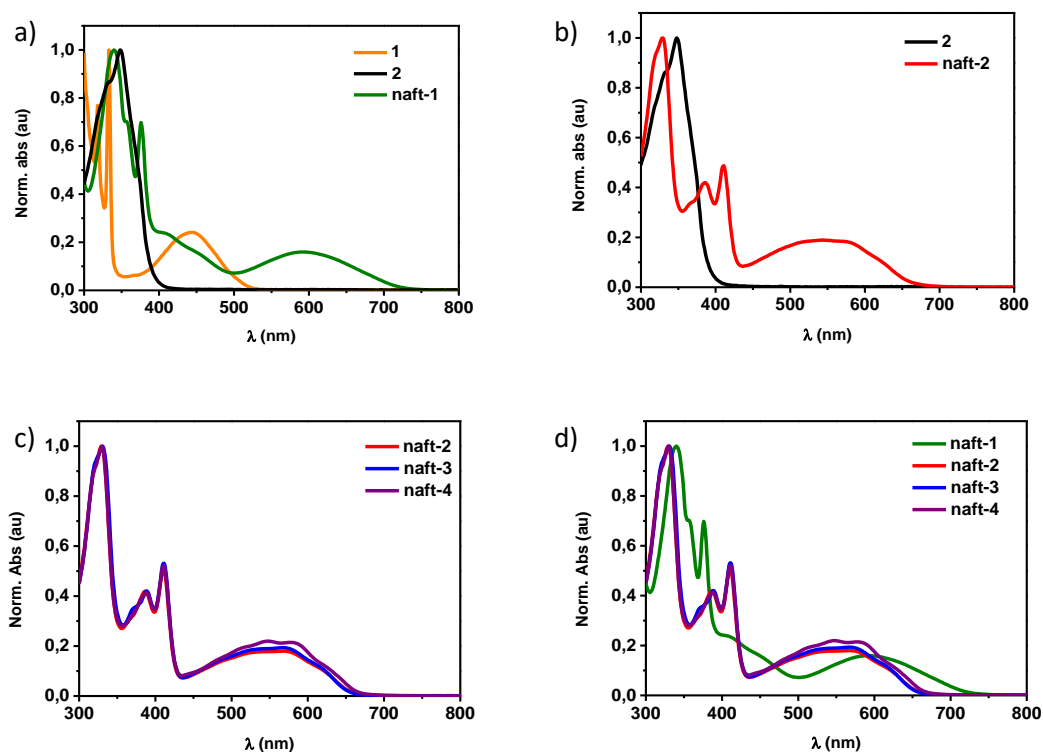 a)
1
2
naft-1
1,0
0,8
0,6
0,4
0,2
0,0
Norm. abs (au)
300 400 500 600 700 800
λ (nm)
b)
2
naft-2
1,0
0,8
0,6
0,4
0,2
0,0
Norm. abs (au)
300 400 500 600 700 800
λ (nm)
c)
naft-2
naft-3
naft-4
1,0
0,8
0,6
0,4
0,2
0,0
Norm. Abs (au)
300 400 500 600 700 800
λ (nm)
d)
naft-1
naft-2
naft-3
naft-4
1,0
0,8
0,6
0,4
0,2
0,0
Norm. Abs (au)
300 400 500 600 700 800
λ (nm)